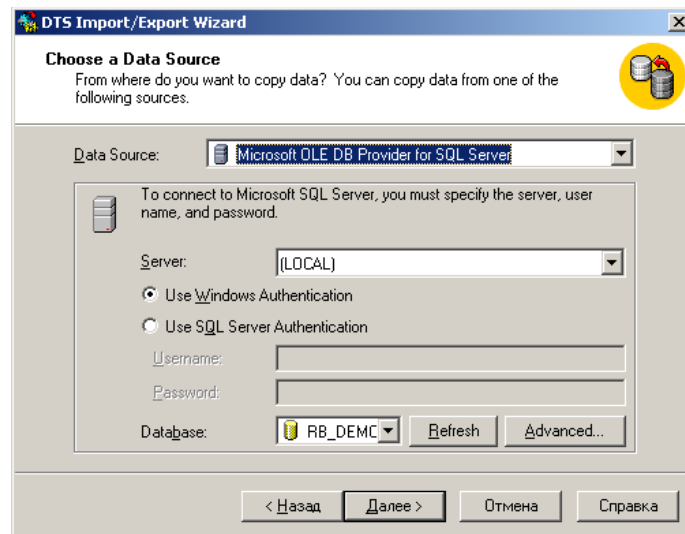 DTS Import/Export Wizard
Choose a Data Source
From where do you want to copy data? You can copy data from one of the
following sources.
Data Source: Microsoft OLE DB Provider for SQL Server
To connect to Microsoft SQL Server, you must specify the server, user
name, and password.
Server: (LOCAL)
Use Windows Authentication
Use SQL Server Authentication
Username:
Password:
Database: RB_DEMO Refresh Advanced...
< Назад Далее > Отмена Справка